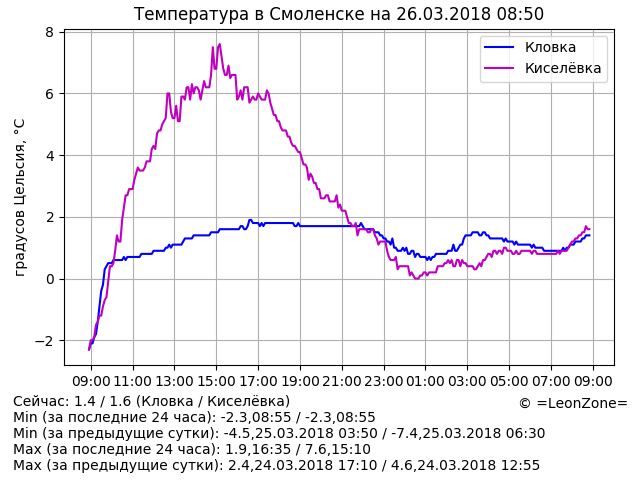 Температура в Смоленске на 26.03.2018 08:50
Кловка
Киселёвка
градусов Цельсия, °C
8
6
4
2
0
−2
09:00 11:00 13:00 15:00 17:00 19:00 21:00 23:00 01:00 03:00 05:00 07:00 09:00
Сейчас: 1.4 / 1.6 (Кловка / Киселёвка)
© =LeonZone=
Min (за последние 24 часа): -2.3,08:55 / -2.3,08:55
Min (за предыдущие сутки): -4.5,25.03.2018 03:50 / -7.4,25.03.2018 06:30
Max (за последние 24 часа): 1.9,16:35 / 7.6,15:10
Max (за предыдущие сутки): 2.4,24.03.2018 17:10 / 4.6,24.03.2018 12:55